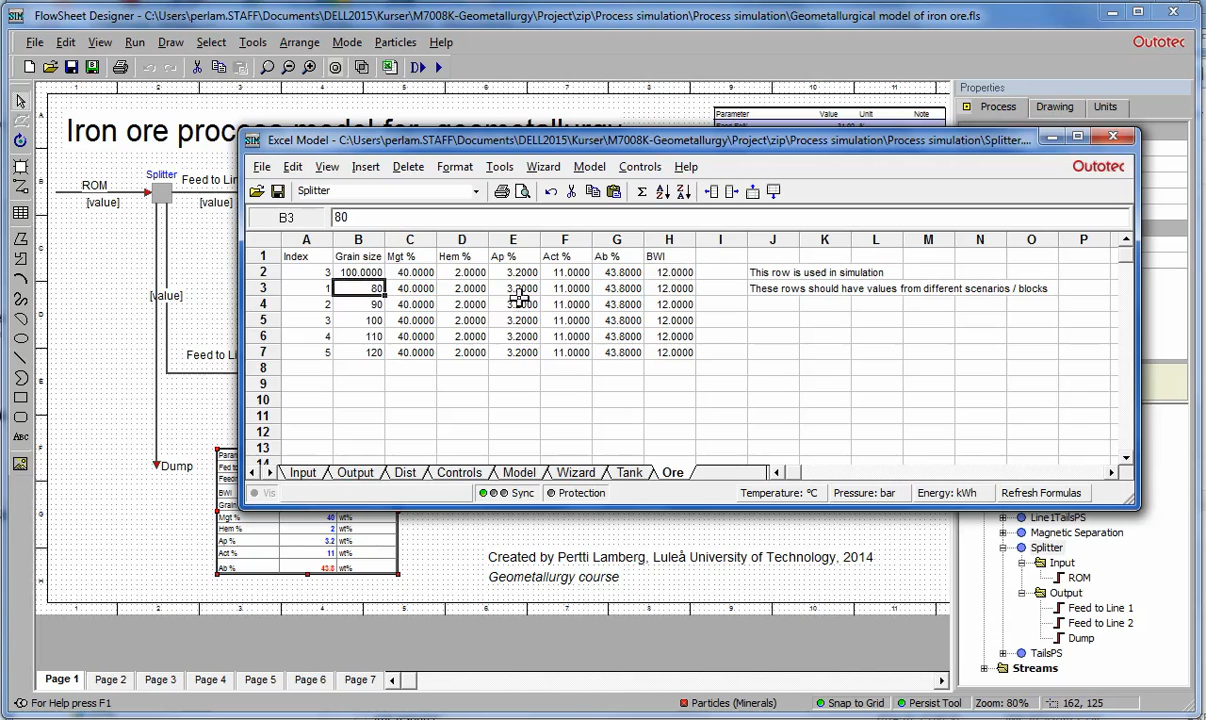 FlowSheet Designer - C:\Users\perlam.STAFF\Documents\DELL2015\Kurser\M7008K-Geometallurgy\Project\zip\Process simulation\Process simulation\Geometallurgical model of iron ore.fls
File Edit View Run Draw Select Tools Arrange Mode Particles Help
Outotec
Properties
Process Drawing Units
Parameter Value Unit Note
Iron ore process model for geometallurgy
Splitter
ROM
Feed to Line
[value] [value]
[value]
Feed to Line
Dump
Excel Model - C:\Users\perlam.STAFF\Documents\DELL2015\Kurser\M7008K-Geometallurgy\Project\zip\Process simulation\Process simulation\Splitter....
File Edit View Insert Delete Format Tools Wizard Model Controls Help
Outotec
Splitter
B3 80
A B C D E F G H I J K L M N O P
1 Index Grain size Mgt % Hem % Ap % Act % Ab % BWI
2 3 100.0000 40.0000 2.0000 3.2000 11.0000 43.8000 12.0000 This row is used in simulation
3 1 80 40.0000 2.0000 3.2000 11.0000 43.8000 12.0000 These rows should have values from different scenarios / blocks
4 2 90 40.0000 2.0000 3.2000 11.0000 43.8000 12.0000
5 3 100 40.0000 2.0000 3.2000 11.0000 43.8000 12.0000
6 4 110 40.0000 2.0000 3.2000 11.0000 43.8000 12.0000
7 5 120 40.0000 2.0000 3.2000 11.0000 43.8000 12.0000
8
9
10
11
12
13
14
Input Output Dist Controls Model Wizard Tank Ore
Vis Sync Protection Temperature: °C Pressure: bar Energy: kWh Refresh Formulas
BWI
Mgt % 40 wt%
Hem % 2 wt%
Ap % 3.2 wt%
Act % 11 wt%
Ab % 43.8 wt%
Created by Pertti Lamberg, Luleå University of Technology, 2014
Geometallurgy course
Line1TailsPS
Magnetic Separation
Splitter
Input
ROM
Output
Feed to Line 1
Feed to Line 2
Dump
TailsPS
Streams
Page 1 Page 2 Page 3 Page 4 Page 5 Page 6 Page 7
For Help press F1 Particles (Minerals) Snap to Grid Persist Tool Zoom: 80% 162, 125